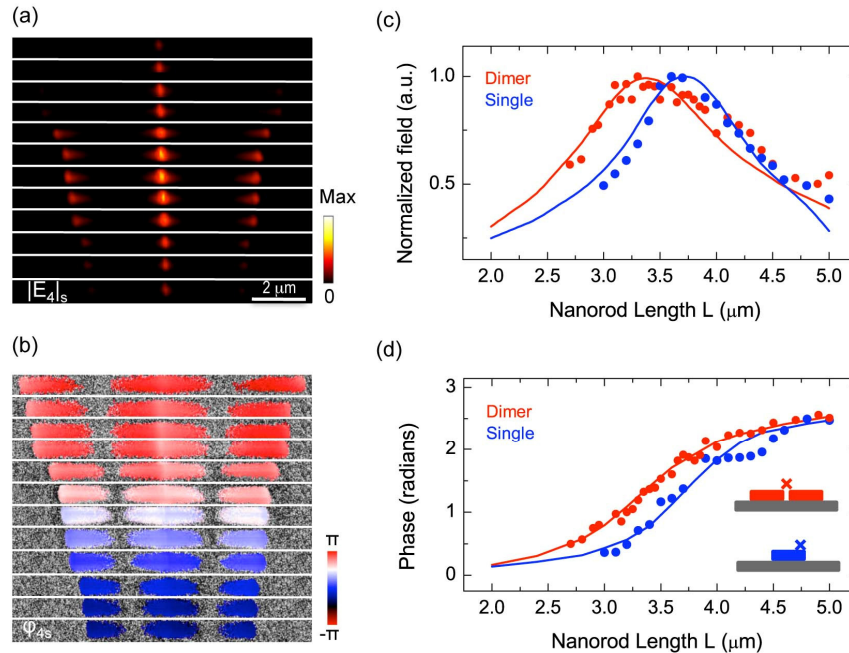 (a)
Max
0
|E₄|ₛ
2 μm
(b)
π
-π
φ₄ₛ
(c)
Normalized field (a.u.)
1.0
0.5
Dimer
Single
2.0 2.5 3.0 3.5 4.0 4.5 5.0
Nanorod Length L (μm)
(d)
Phase (radians)
3
2
1
0
Dimer
Single
2.0 2.5 3.0 3.5 4.0 4.5 5.0
Nanorod Length L (μm)